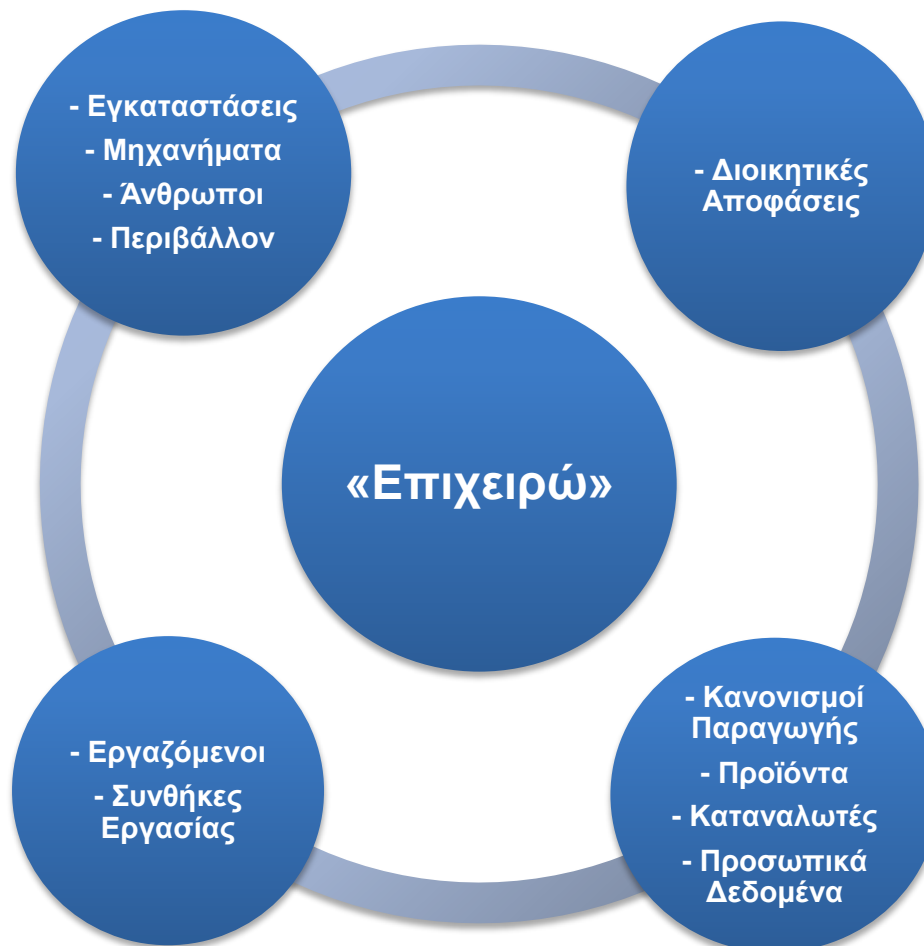 - Εγκαταστάσεις
- Μηχανήματα
- Άνθρωποι
- Περιβάλλον
- Διοικητικές
Αποφάσεις
«Επιχειρώ»
- Εργαζόμενοι
- Συνθήκες
Εργασίας
- Κανονισμοί
Παραγωγής
- Προϊόντα
- Καταναλωτές
- Προσωπικά
Δεδομένα